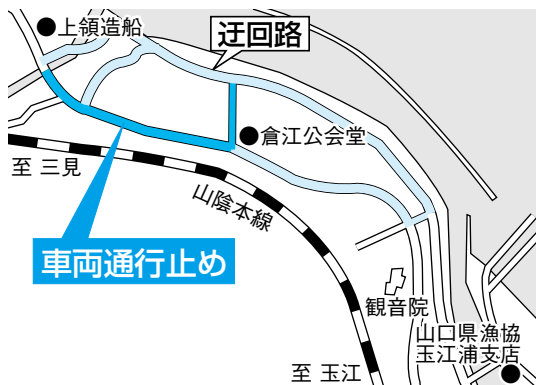 上領造船
迂回路
倉江公会堂
至 三見
山陰本線
車両通行止め
観音院
山口県漁協
玉江浦支店
至 玉江